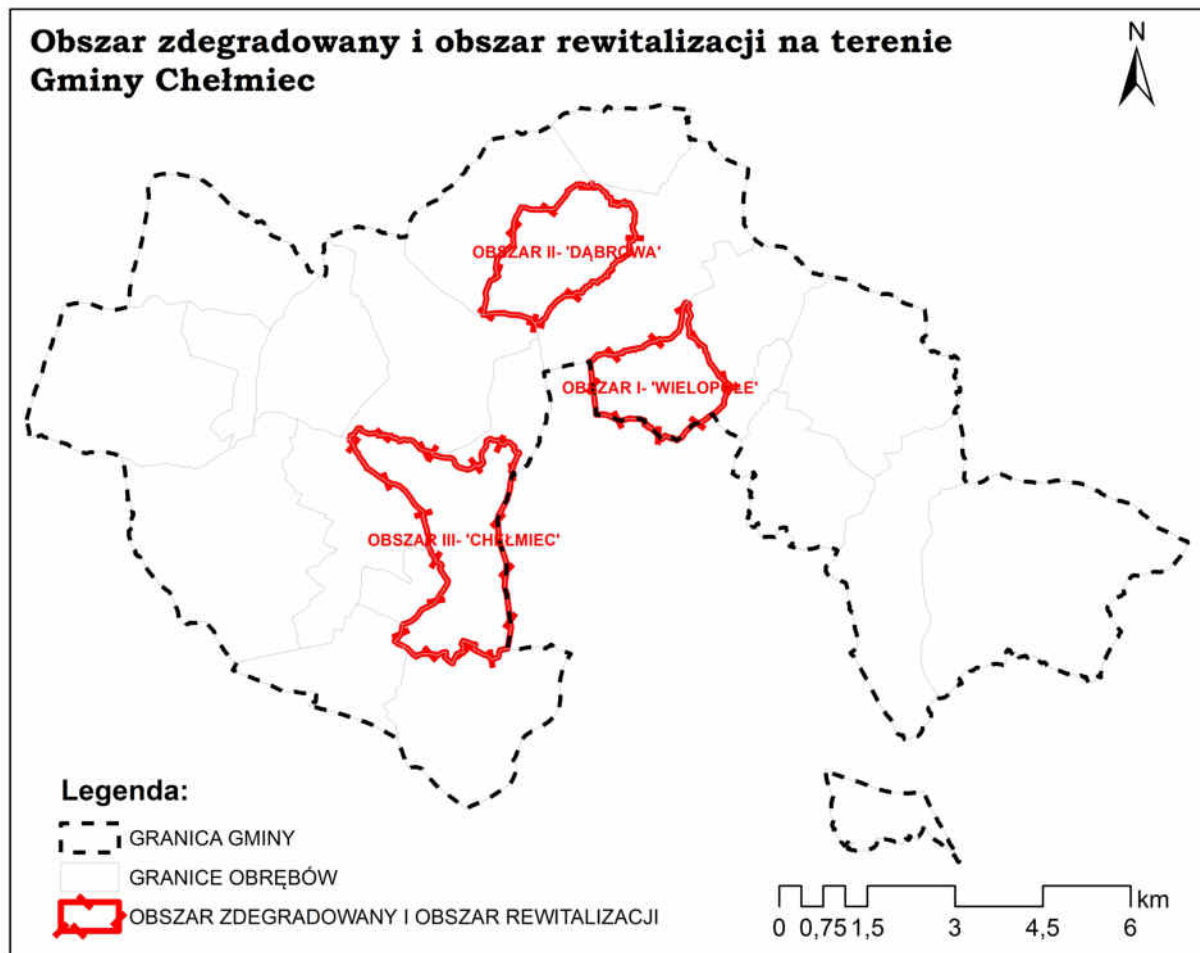 Obszar zdegradowany i obszar rewitalizacji na terenie
Gminy Chełmiec
N
OBSZAR II- 'DĄBROWA'
OBSZAR I- 'WIELOPOLE'
OBSZAR III- 'CHEŁMIEC'
Legenda:
GRANICA GMINY
GRANICE OBRĘBÓW
OBSZAR ZDEGRADOWANY I OBSZAR REWITALIZACJI
km
0 0,75 1,5 3 4,5 6